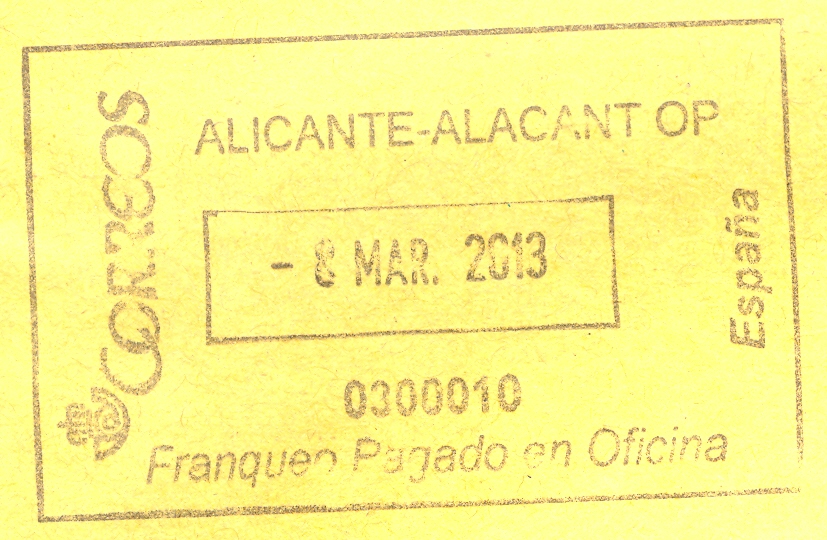 CORREOS
ALICANTE-ALACANT OP
- 8 MAR. 2013
España
0300010
Franqueo Pagado en Oficina